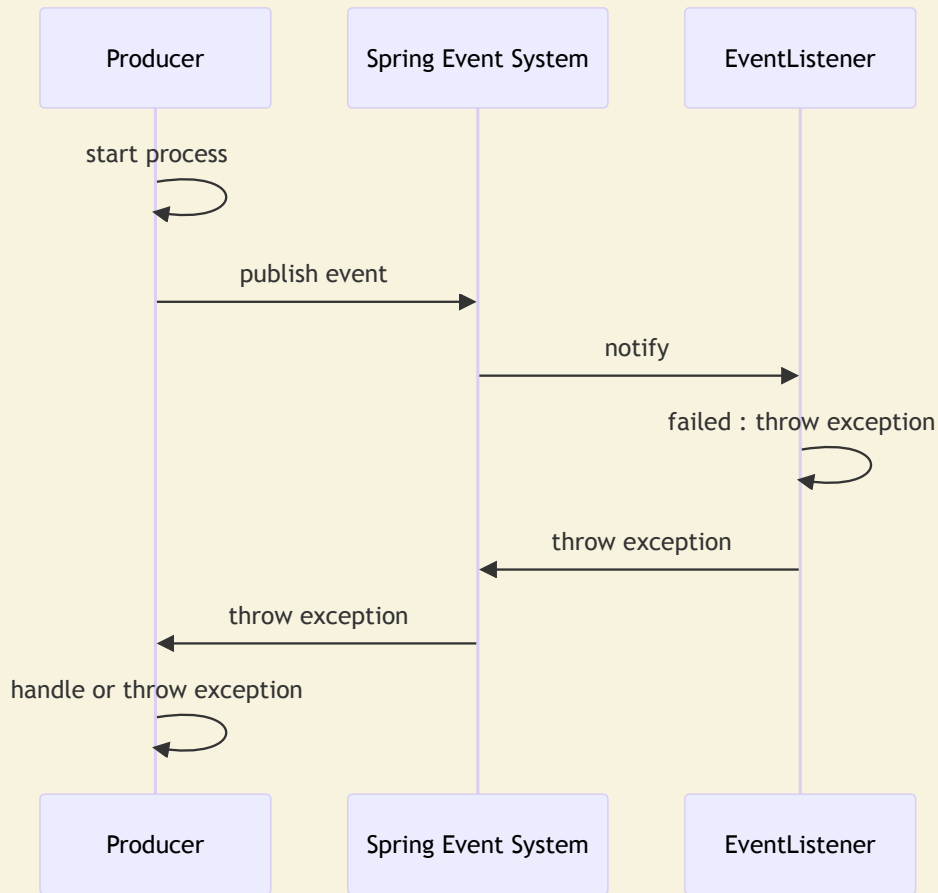 Producer
Spring Event System
EventListener
start process
publish event
notify
failed : throw exception
throw exception
throw exception
handle or throw exception
Producer
Spring Event System
EventListener